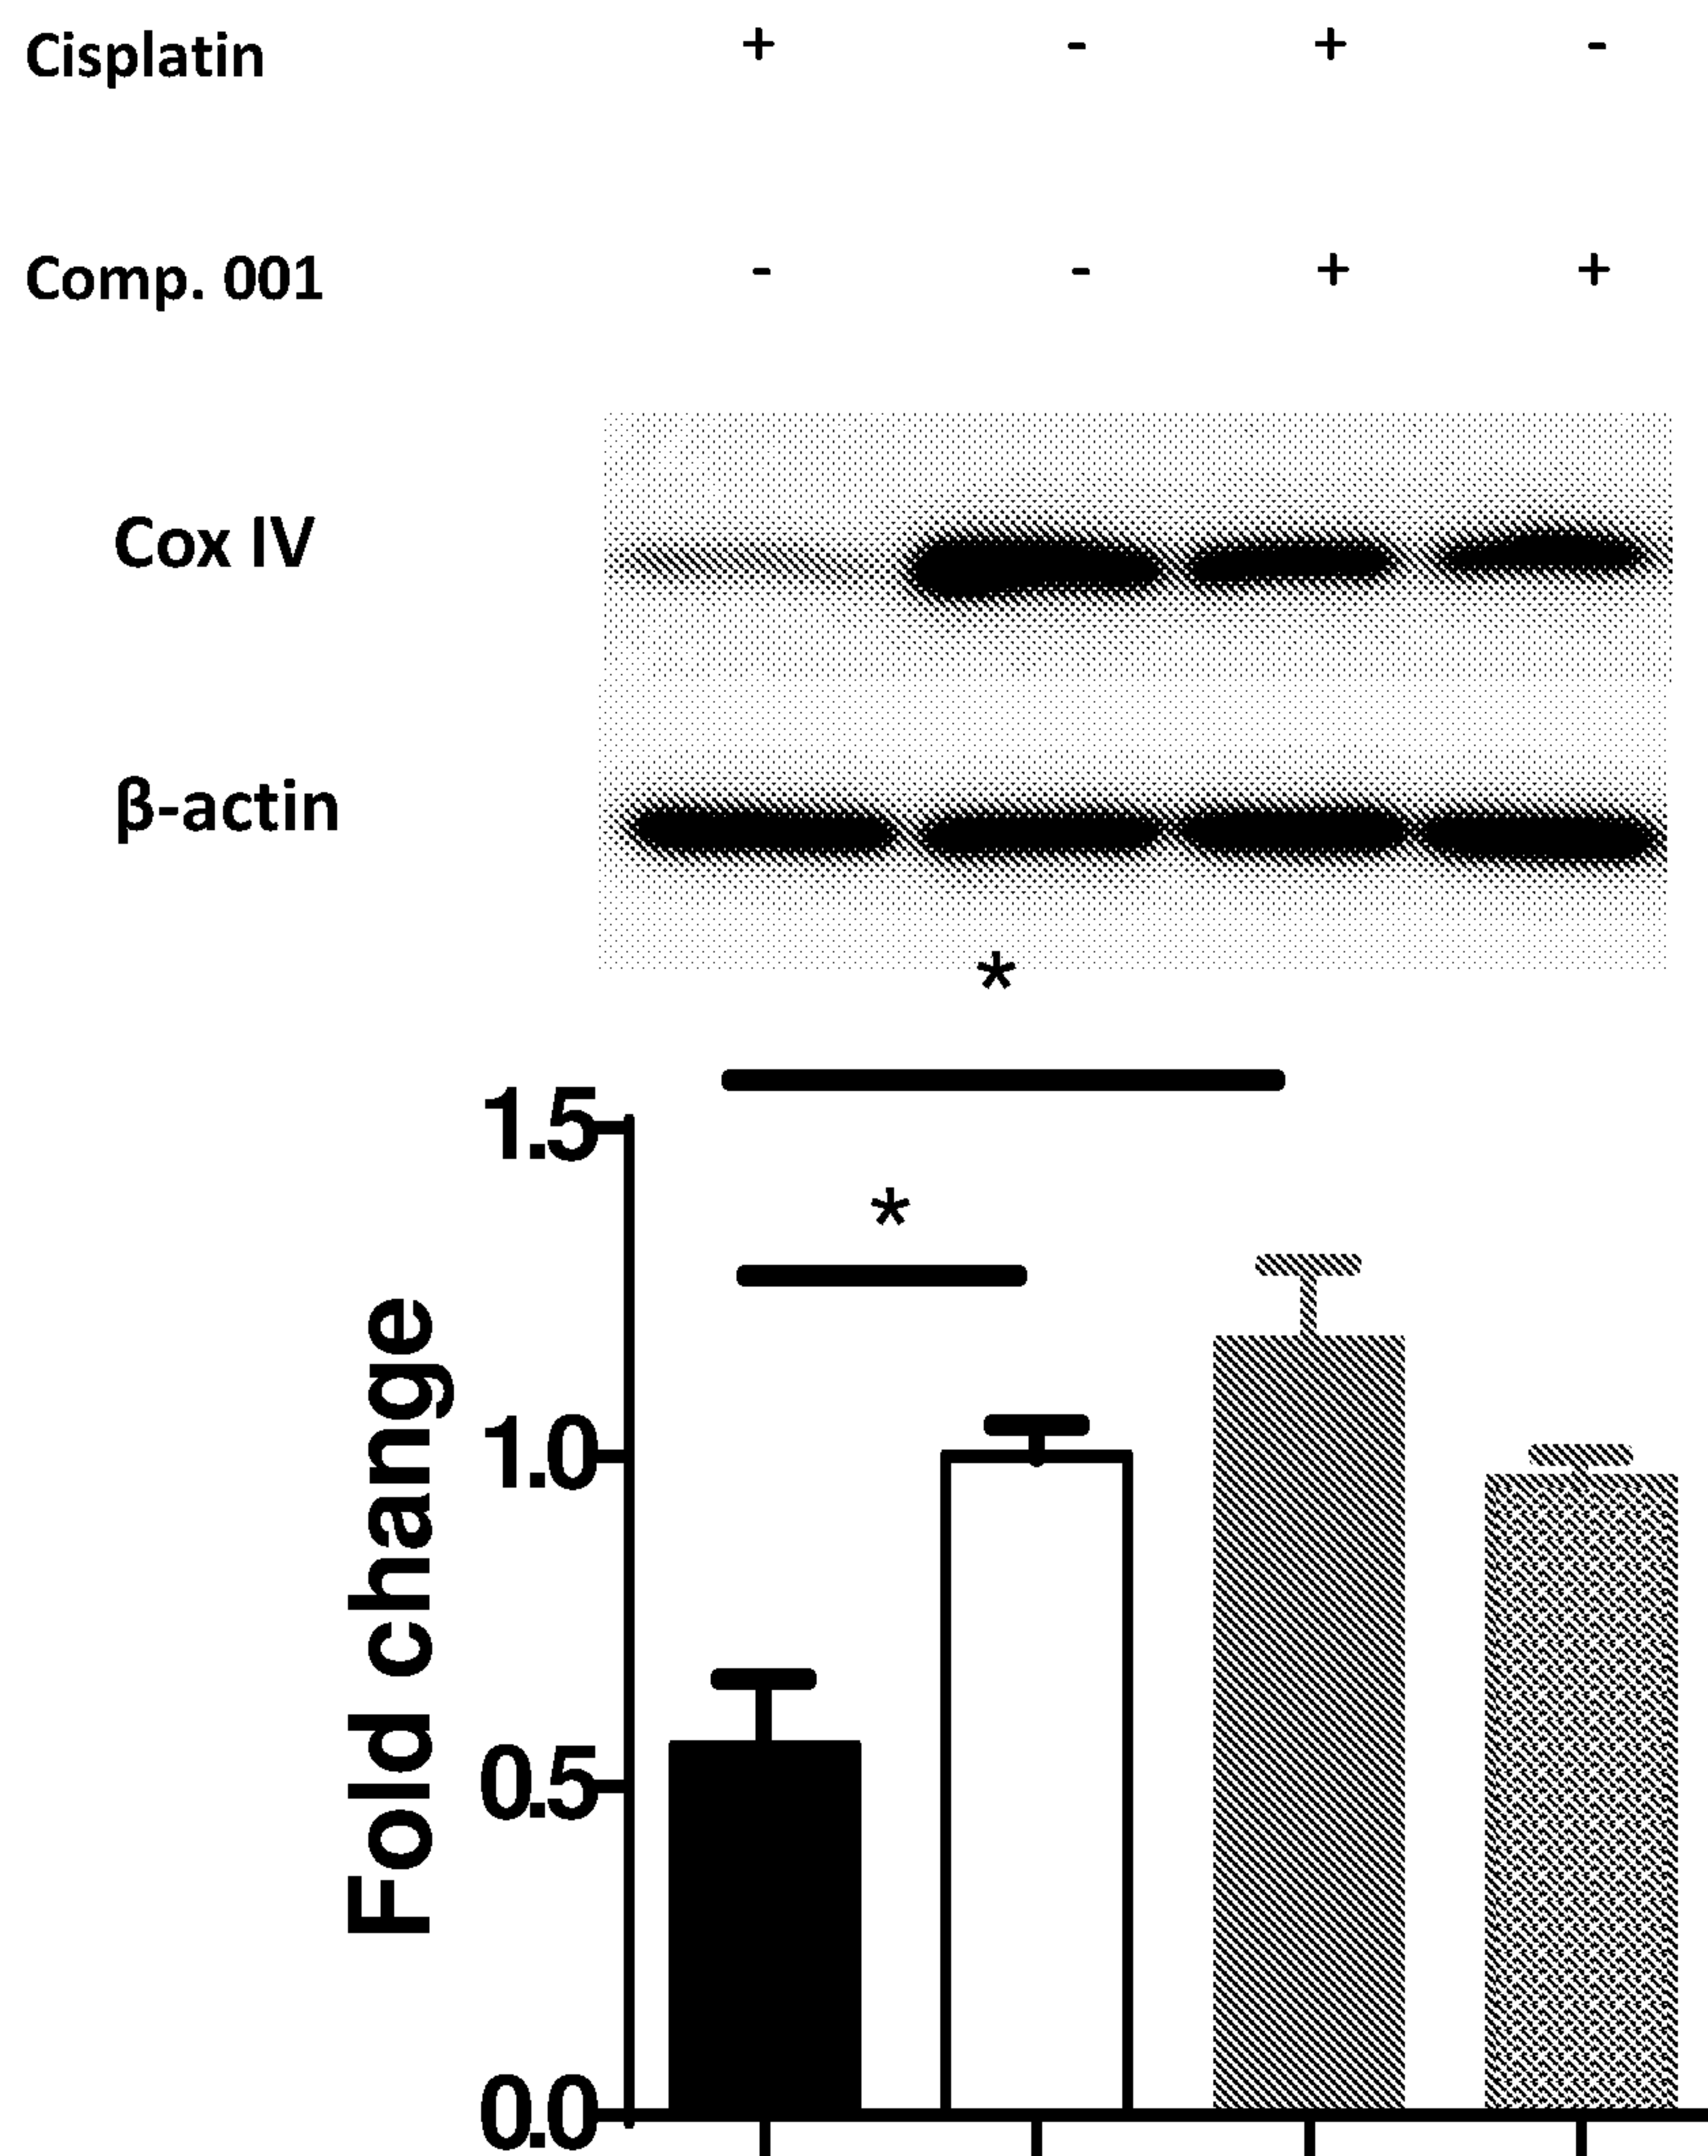 Cisplatin + - + -
Comp. 001 - - + +
Cox IV
β-actin
*
1.5
*
1.0
0.5
0.0
Fold change